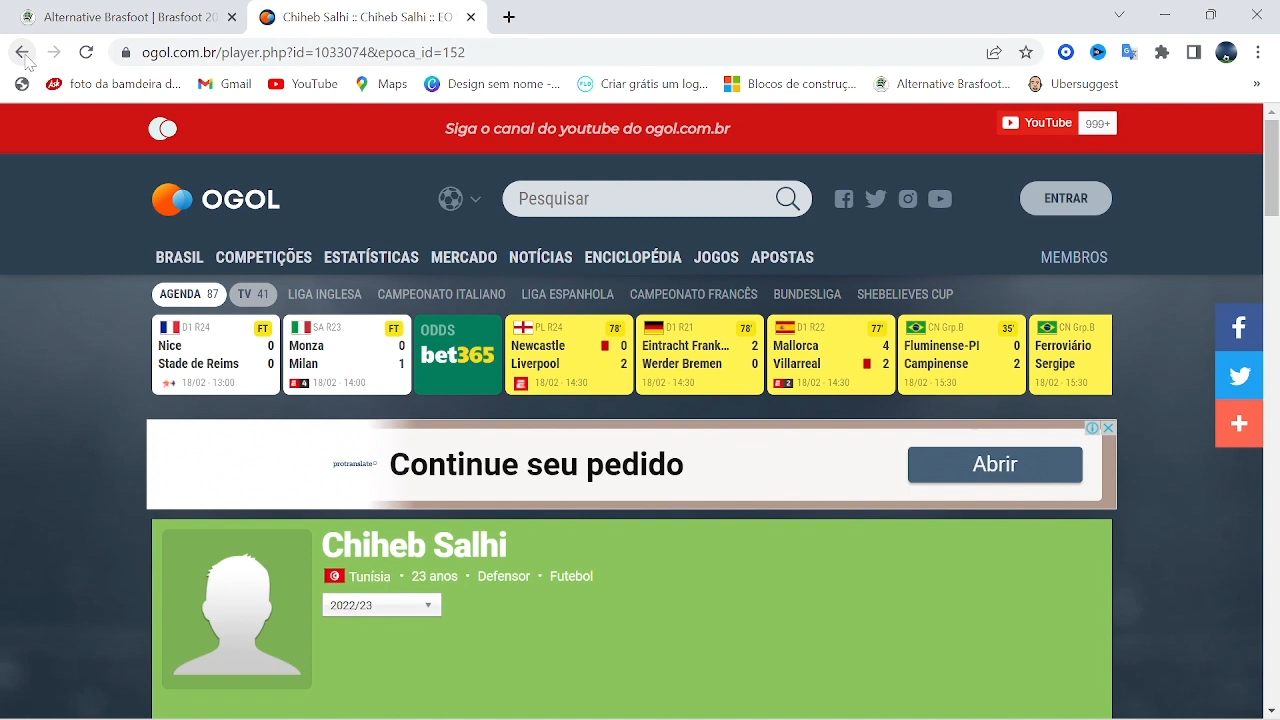 Alternative Brasfoot | Brasfoot 20
Chiheb Salhi :: EO
ogol.com.br/player.php?id=1033074&epoca_id=152
foto da bamdeira d...
Gmail
YouTube
Maps
Design sem nome -...
Criar grátis um log...
Blocos de construç...
Alternative Brasfoot...
Ubersuggest
»
Siga o canal do youtube do ogol.com.br
YouTube 999+
OGOL
Pesquisar
ENTRAR
BRASIL COMPETIÇÕES ESTATÍSTICAS MERCADO NOTÍCIAS ENCICLOPÉDIA JOGOS APOSTAS MEMBROS
AGENDA 87 TV 41 LIGA INGLESA CAMPEONATO ITALIANO LIGA ESPANHOLA CAMPEONATO FRANCÊS BUNDESLIGA SHEBELIEVES CUP
D1 R24 FT
Nice 0
Stade de Reims 0
18/02 - 13:00
SA R23 FT
Monza 0
Milan 1
4 18/02 - 14:00
ODDS
bet365
PL R24 78'
Newcastle 0
Liverpool 2
18/02 - 14:30
D1 R21 78'
Eintracht Frank... 2
Werder Bremen 0
18/02 - 14:30
D1 R22 77'
Mallorca 4
Villarreal 2
2 18/02 - 14:30
CN Grp.B 35'
Fluminense-PI 0
Campinense 2
18/02 - 15:30
CN Grp.B
Ferroviário
Sergipe
18/02 - 15:30
protranslate
Continue seu pedido
Abrir
Chiheb Salhi
Tunísia · 23 anos · Defensor · Futebol
2022/23